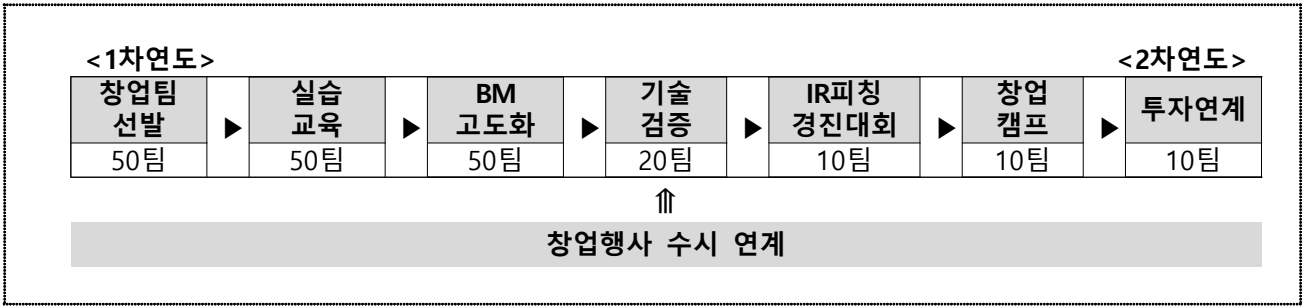 <1차연도> <2차연도>
창업팀 선발 ▶ 실습 교육 ▶ BM 고도화 ▶ 기술 검증 ▶ IR피칭 경진대회 ▶ 창업 캠프 ▶ 투자연계
50팀 50팀 50팀 20팀 10팀 10팀 10팀
⇑
창업행사 수시 연계